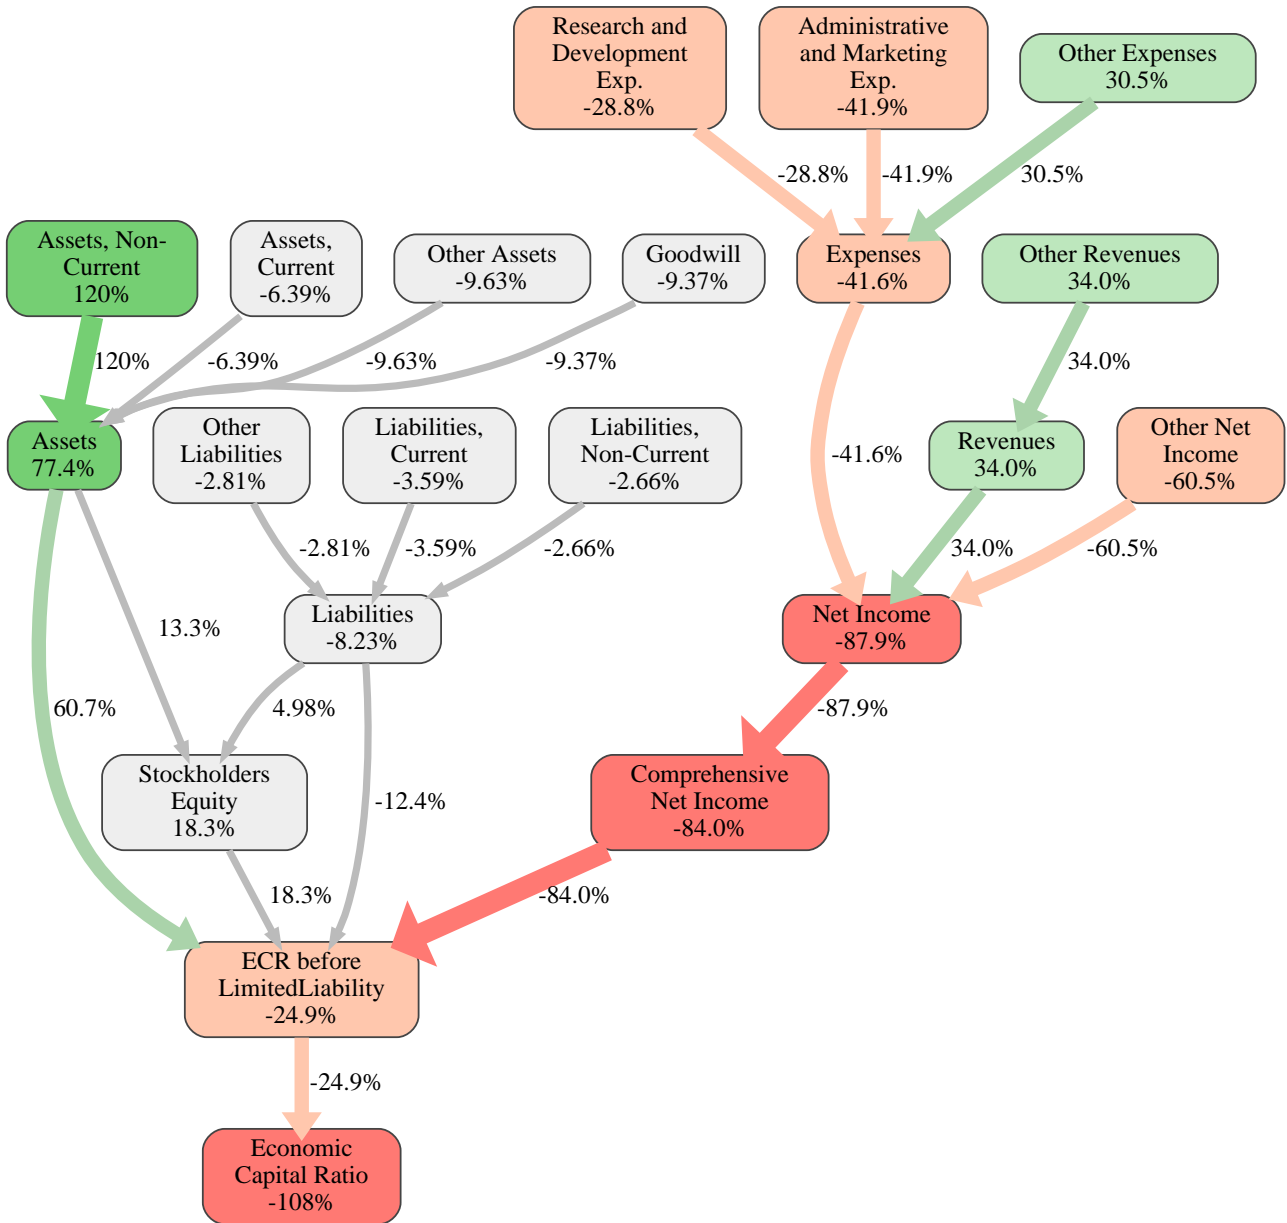 Research and
Development
Exp.
-28.8%
Administrative
and Marketing
Exp.
-41.9%
Other Expenses
30.5%
-28.8%
-41.9%
30.5%
Assets, Non-
Current
120%
Assets,
Current
-6.39%
Other Assets
-9.63%
Goodwill
-9.37%
Expenses
-41.6%
Other Revenues
34.0%
120%
-6.39%
-9.63%
-9.37%
34.0%
Assets
77.4%
Other
Liabilities
-2.81%
Liabilities,
Current
-3.59%
Liabilities,
Non-Current
-2.66%
-41.6%
Revenues
34.0%
Other Net
Income
-60.5%
-2.81%
-3.59%
-2.66%
34.0%
-60.5%
13.3%
Liabilities
-8.23%
Net Income
-87.9%
60.7%
4.98%
-87.9%
Stockholders
Equity
18.3%
-12.4%
Comprehensive
Net Income
-84.0%
18.3%
-84.0%
ECR before
LimitedLiability
-24.9%
-24.9%
Economic
Capital Ratio
-108%